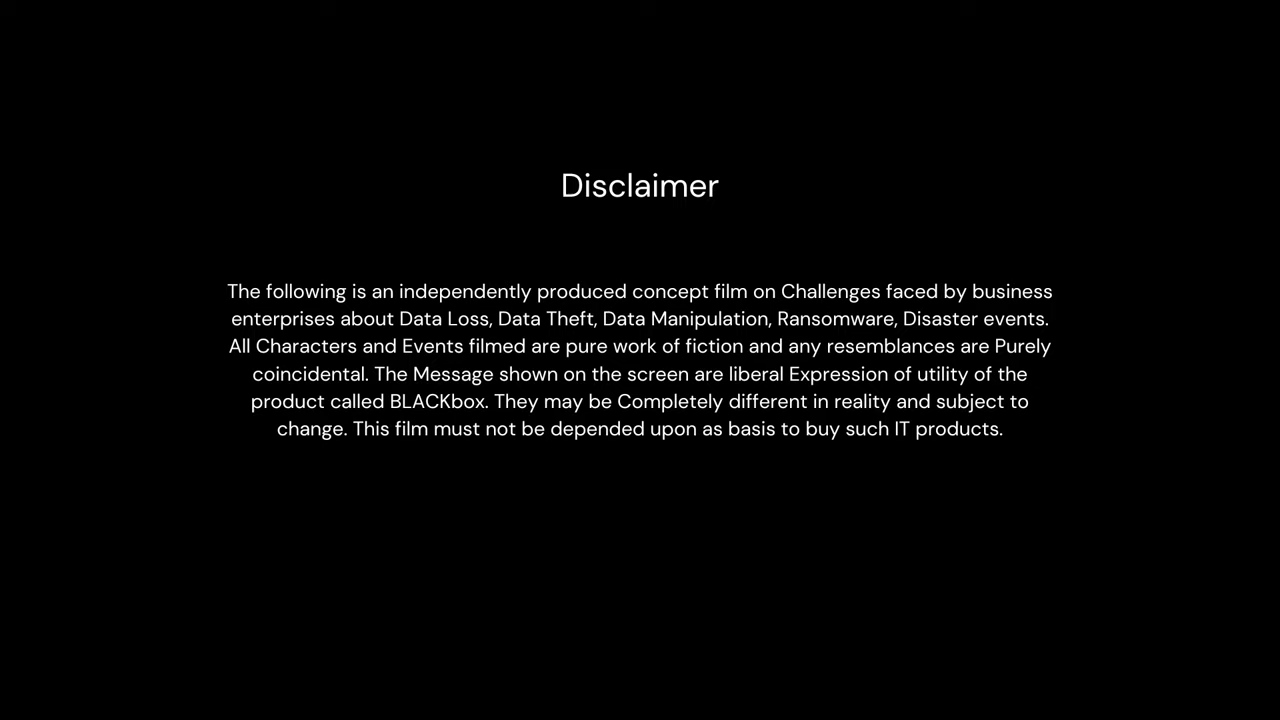 Disclaimer
The following is an independently produced concept film on Challenges faced by business
enterprises about Data Loss, Data Theft, Data Manipulation, Ransomware, Disaster events.
All Characters and Events filmed are pure work of fiction and any resemblances are Purely
coincidental. The Message shown on the screen are liberal Expression of utility of the
product called BLACKbox. They may be Completely different in reality and subject to
change. This film must not be depended upon as basis to buy such IT products.